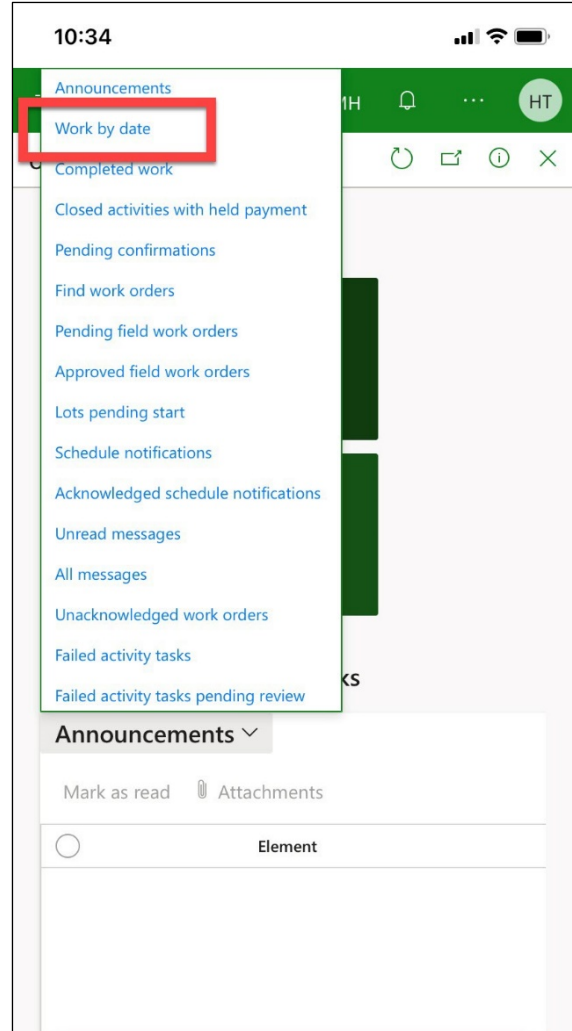 10:34
Announcements
MH
HT
Work by date
Completed work
Closed activities with held payment
Pending confirmations
Find work orders
Pending field work orders
Approved field work orders
Lots pending start
Schedule notifications
Acknowledged schedule notifications
Unread messages
All messages
Unacknowledged work orders
Failed activity tasks
Failed activity tasks pending review
ks
Announcements
Mark as read Attachments
Element